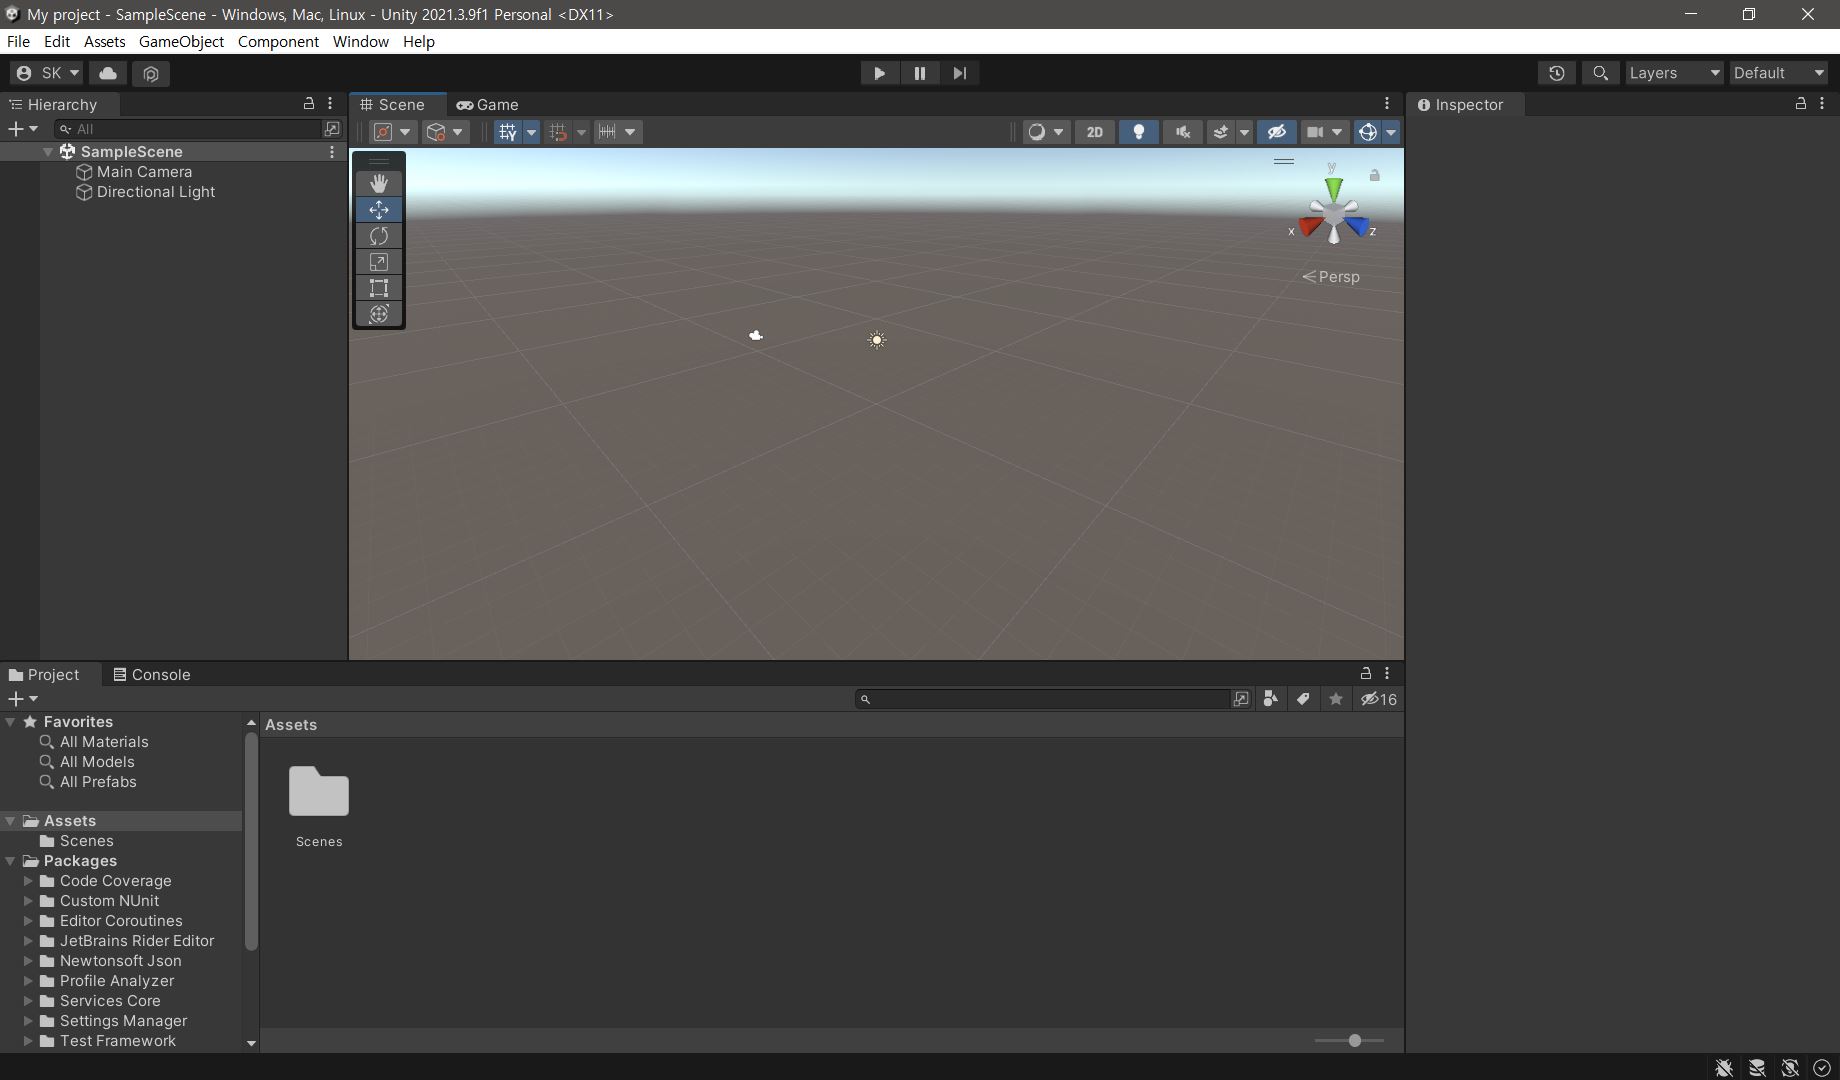 My project - SampleScene - Windows, Mac, Linux - Unity 2021.3.9f1 Personal <DX11>
File Edit Assets GameObject Component Window Help
SK Layers Default
Hierarchy
All
SampleScene
Main Camera
Directional Light
Scene Game
2D
y
x z
Persp
Inspector
Project Console
16
Favorites
All Materials
All Models
All Prefabs
Assets
Scenes
Packages
Code Coverage
Custom NUnit
Editor Coroutines
JetBrains Rider Editor
Newtonsoft Json
Profile Analyzer
Services Core
Settings Manager
Test Framework
Assets
Scenes